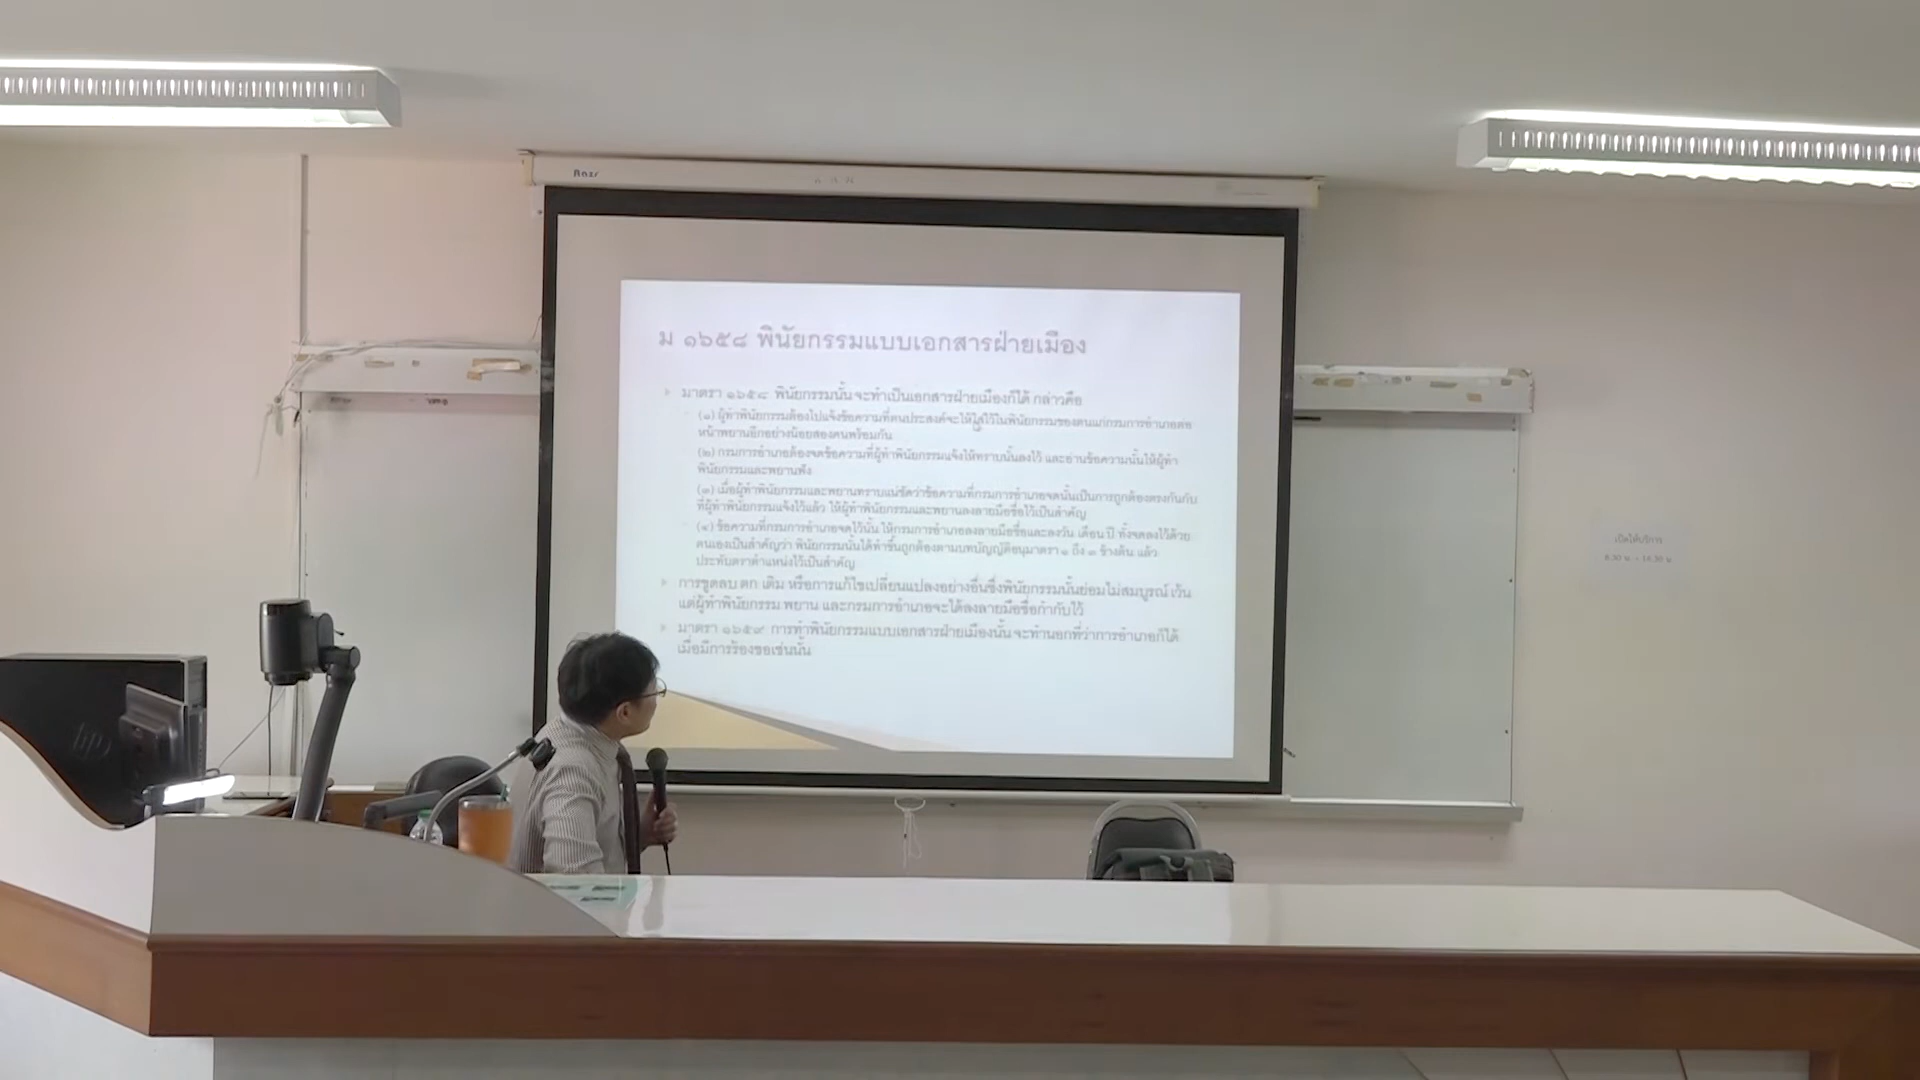 ม ๑๖๕๘ พินัยกรรมแบบเอกสารฝ่ายเมือง
มาตรา ๑๖๕๘ พินัยกรรมนั้น จะทำเป็นเอกสารฝ่ายเมืองก็ได้ กล่าวคือ
(๑) ผู้ทำพินัยกรรมต้องไปแจ้งข้อความที่ตนประสงค์จะให้ใส่ไว้ในพินัยกรรมของตนแก่กรมการอำเภอต่อ
หน้าพยานอีกอย่างน้อยสองคนพร้อมกัน
(๒) กรมการอำเภอต้องจดข้อความที่ผู้ทำพินัยกรรมแจ้งให้ทราบนั้นลงไว้ และอ่านข้อความนั้นให้ผู้ทำ
พินัยกรรมและพยานฟัง
(๓) เมื่อผู้ทำพินัยกรรมและพยานทราบแน่ชัดว่าข้อความที่กรมการอำเภอจดนั้นเป็นการถูกต้องตรงกันกับ
ที่ผู้ทำพินัยกรรมแจ้งไว้แล้ว ให้ผู้ทำพินัยกรรมและพยานลงลายมือชื่อไว้เป็นสำคัญ
(๔) ข้อความที่กรมการอำเภอจดไว้นั้น ให้กรมการอำเภอลงลายมือชื่อและลงวัน เดือน ปี ทั้งจดลงไว้ด้วย
ตนเองเป็นสำคัญว่า พินัยกรรมนั้นได้ทำขึ้นถูกต้องตามบทบัญญัติอนุมาตรา ๑ ถึง ๓ ข้างต้น แล้ว
ประทับตราตำแหน่งไว้เป็นสำคัญ
การขูดลบ ตก เติม หรือการแก้ไขเปลี่ยนแปลงอย่างอื่นซึ่งพินัยกรรมนั้นย่อมไม่สมบูรณ์ เว้น
แต่ผู้ทำพินัยกรรม พยาน และกรมการอำเภอจะได้ลงลายมือชื่อกำกับไว้
มาตรา ๑๖๕๙ การทำพินัยกรรมแบบเอกสารฝ่ายเมืองนั้น จะทำนอกที่ว่าการอำเภอก็ได้
เมื่อมีการร้องขอเช่นนั้น
เปิดให้บริการ
8.30 น. - 16.30 น.
hp